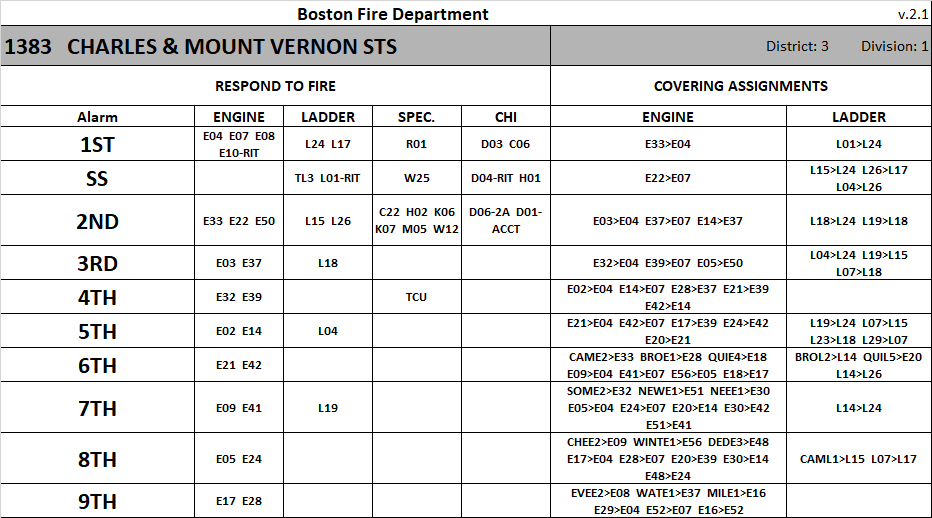 Boston Fire Department v.2.1
1383 CHARLES & MOUNT VERNON STS District: 3 Division: 1
RESPOND TO FIRE COVERING ASSIGNMENTS
Alarm ENGINE LADDER SPEC. CHI ENGINE LADDER
1ST E04 E07 E08 E10-RIT L24 L17 R01 D03 C06 E33>E04 L01>L24
SS TL3 L01-RIT W25 D04-RIT H01 E22>E07 L15>L24 L26>L17 L04>L26
2ND E33 E22 E50 L15 L26 C22 H02 K06 K07 M05 W12 D06-2A D01-ACCT E03>E04 E37>E07 E14>E37 L18>L24 L19>L18
3RD E03 E37 L18 E32>E04 E39>E07 E05>E50 L04>L24 L19>L15 L07>L18
4TH E32 E39 TCU E02>E04 E14>E07 E28>E37 E21>E39 E42>E14
5TH E02 E14 L04 E21>E04 E42>E07 E17>E39 E24>E42 E20>E21 L19>L24 L07>L15 L23>L18 L29>L07
6TH E21 E42 CAME2>E33 BROE1>E28 QUIE4>E18 E09>E04 E41>E07 E56>E05 E18>E17 BROL2>L14 QUIL5>E20 L14>L26
7TH E09 E41 L19 SOME2>E32 NEWE1>E51 NEEE1>E30 E05>E04 E24>E07 E20>E14 E30>E42 E51>E41 L14>L24
8TH E05 E24 CHEE2>E09 WINTE1>E56 DEDE3>E48 E17>E04 E28>E07 E20>E39 E30>E14 E48>E24 CAML1>L15 L07>L17
9TH E17 E28 EVEE2>E08 WATE1>E37 MILE1>E16 E29>E04 E52>E07 E16>E52